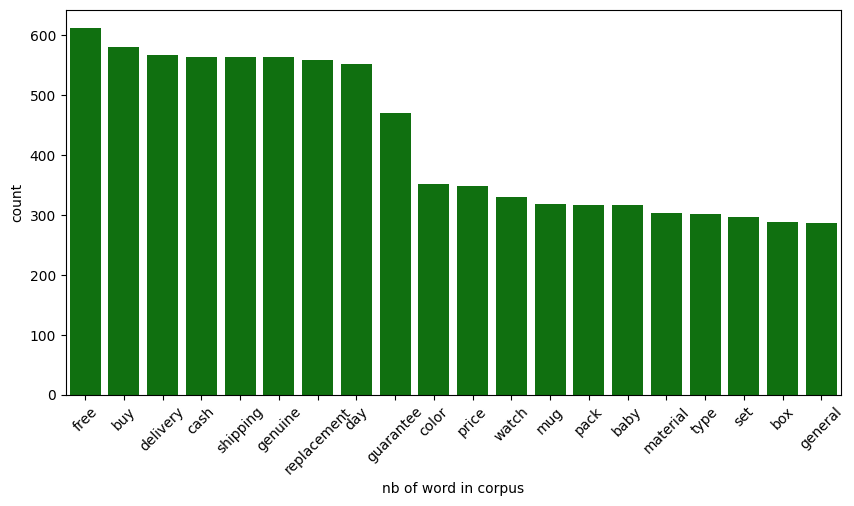 600
500
400
300
200
100
0
count
free
buy
delivery
cash
shipping
genuine
replacement
day
guarantee
color
price
watch
mug
pack
baby
material
type
set
box
general
nb of word in corpus